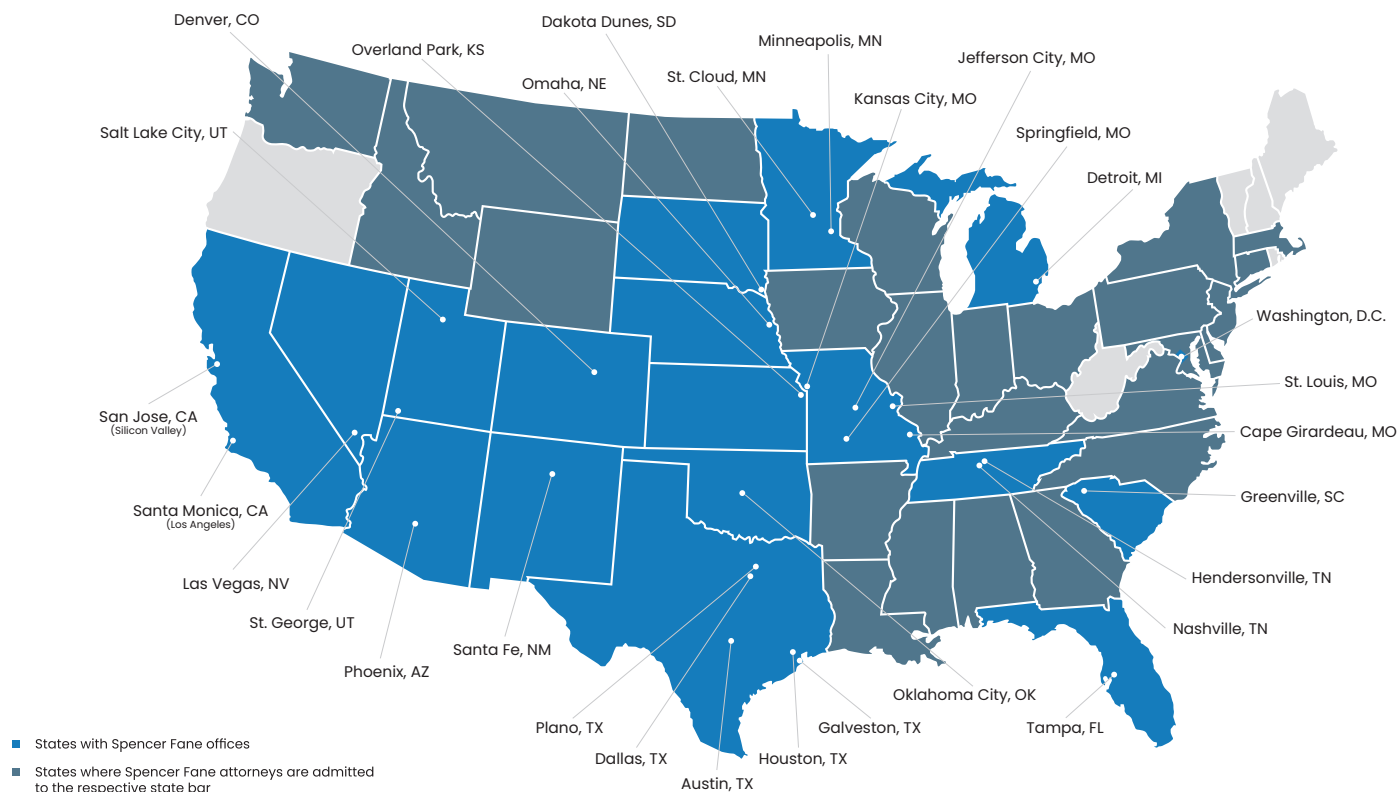 Denver, CO
Dakota Dunes, SD
Minneapolis, MN
Overland Park, KS
Jefferson City, MO
St. Cloud, MN
Omaha, NE
Kansas City, MO
Salt Lake City, UT
Springfield, MO
Detroit, MI
Washington, D.C.
St. Louis, MO
San Jose, CA
(Silicon Valley)
Cape Girardeau, MO
Greenville, SC
Santa Monica, CA
(Los Angeles)
Hendersonville, TN
Las Vegas, NV
St. George, UT
Nashville, TN
Santa Fe, NM
Phoenix, AZ
Oklahoma City, OK
Plano, TX
Galveston, TX
Tampa, FL
States with Spencer Fane offices
Dallas, TX
Houston, TX
States where Spencer Fane attorneys are admitted
to the respective state bar
Austin, TX